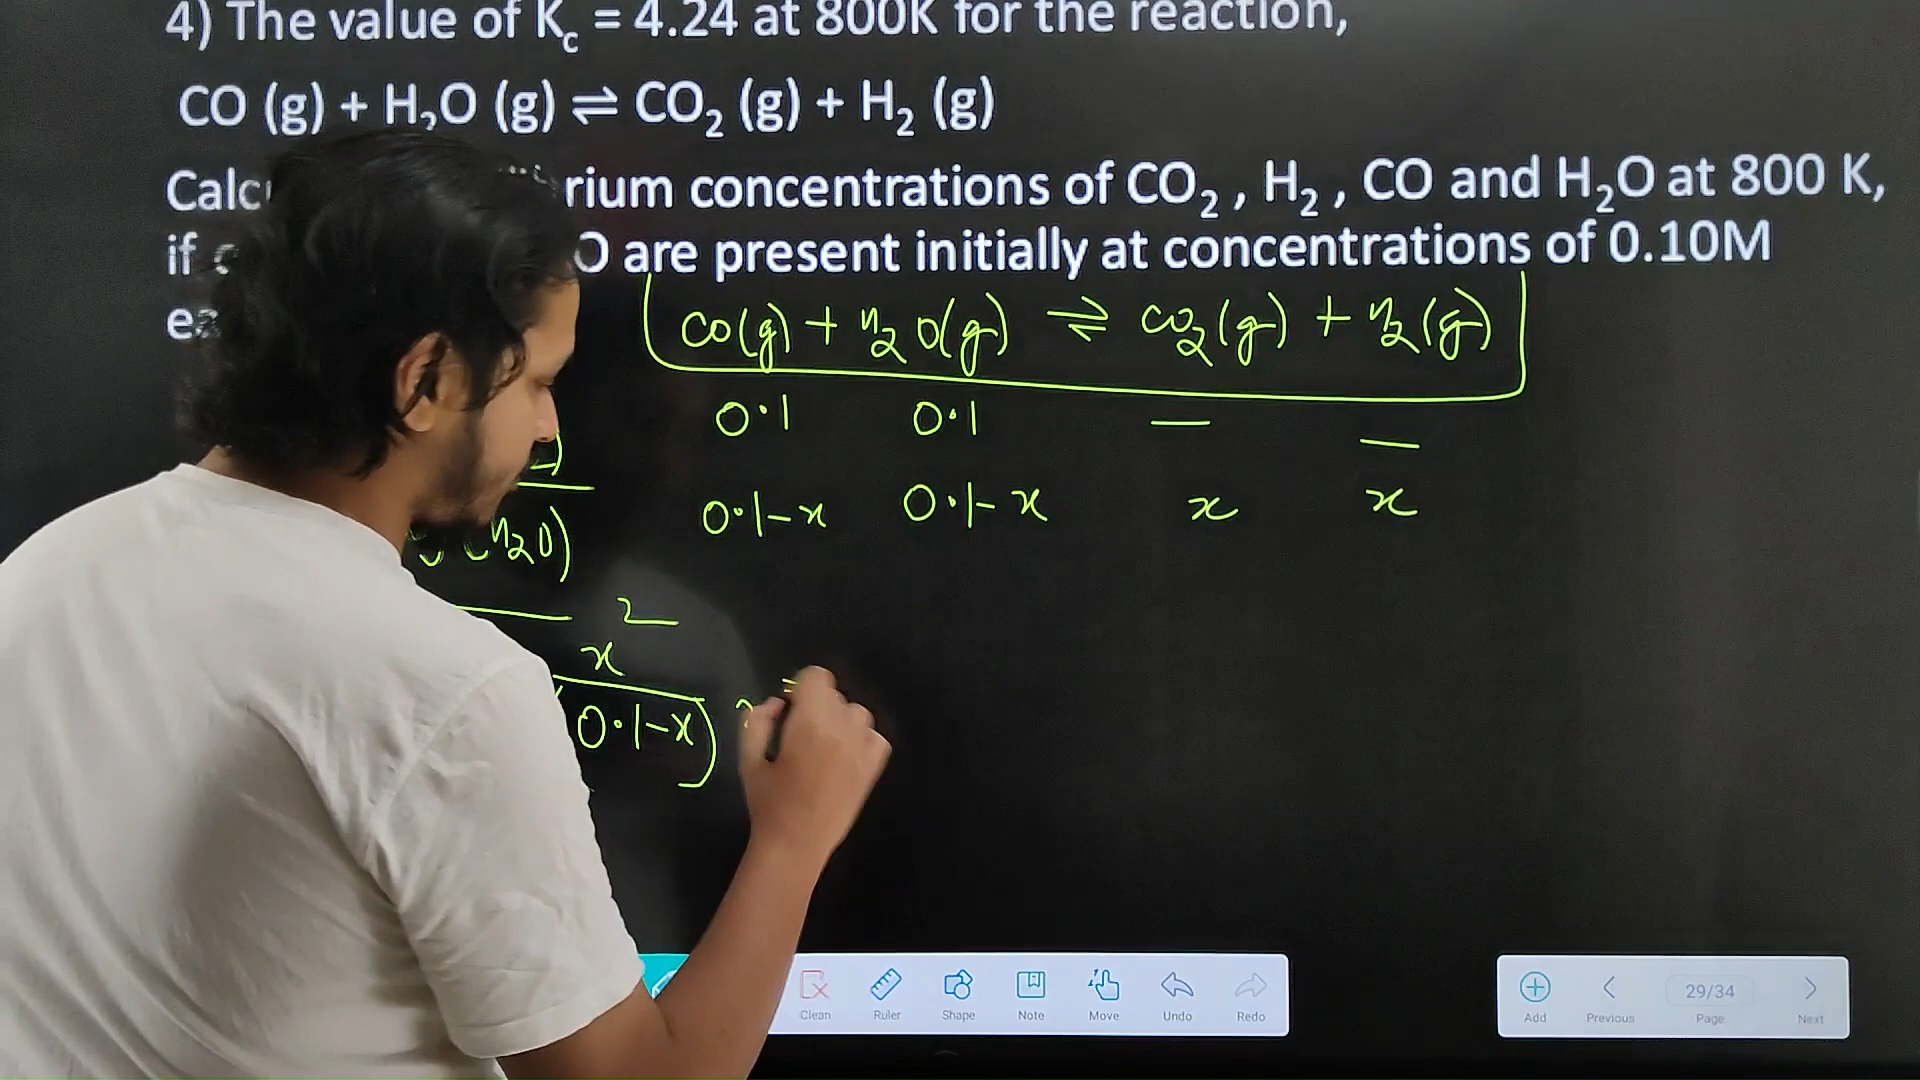 4) The value of Kc = 4.24 at 800K for the reaction,
CO (g) + H2O (g) ⇌ CO2 (g) + H2 (g)
rium concentrations of CO2 , H2 , CO and H2O at 800 K,
if O are present initially at concentrations of 0.10M
CO(g) + H2O(g) ⇌ CO2(g) + H2(g)
0.1 0.1 — —
0.1-x 0.1-x x x
H2O)
x²
0.1-x)
Clean Ruler Shape Note Move Undo Redo
Add Previous 29/34 Page Next